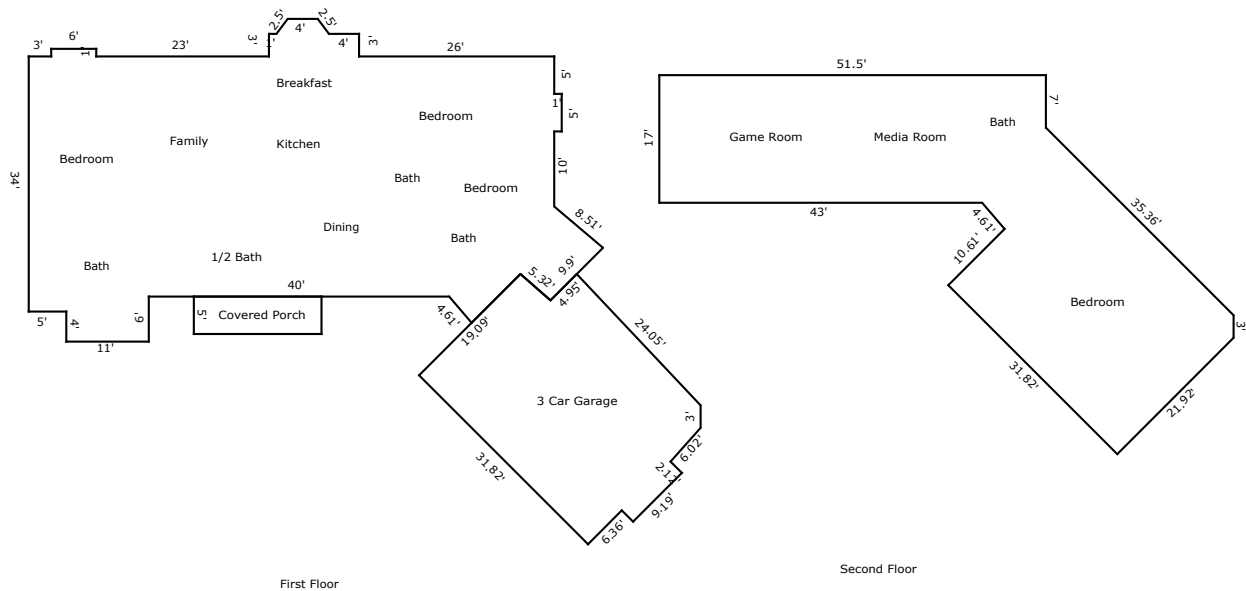 2.5'
4'
2.5'
3'
1'
4'
3'
3'
6'
1'
23'
26'
5'
1'
5'
10'
8.51'
9.9'
34'
Breakfast
Bedroom
Family
Kitchen
Bedroom
Bath
Bedroom
Dining
Bath
1/2 Bath
Bath
40'
5'
4'
11'
6'
5'
Covered Porch
4.61'
19.09'
5.32'
4.95'
24.05'
3 Car Garage
3'
6.02'
2.12'
9.19'
6.36'
31.82'
First Floor
51.5'
17'
7'
Game Room
Media Room
Bath
43'
4.61'
10.61'
35.36'
Bedroom
3'
31.82'
21.92'
Second Floor